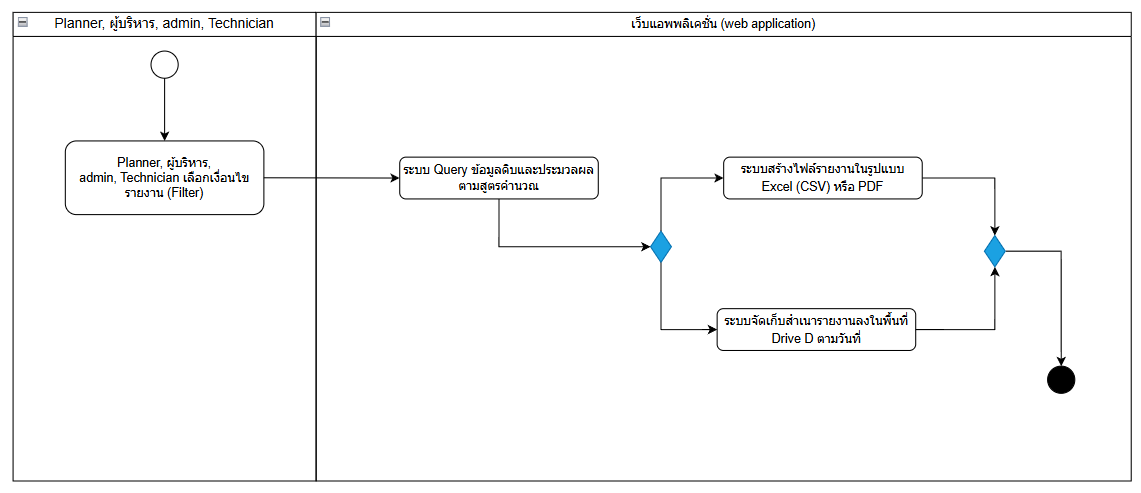 Planner, ผู้บริหาร, admin, Technician
เว็บแอพพลิเคชั่น (web application)
Planner, ผู้บริหาร,
admin, Technician เลือกเงื่อนไข
รายงาน (Filter)
ระบบ Query ข้อมูลดิบและประมวลผล
ตามสูตรคำนวณ
ระบบสร้างไฟล์รายงานในรูปแบบ
Excel (CSV) หรือ PDF
ระบบจัดเก็บสำเนารายงานลงในพื้นที่
Drive D ตามวันที่